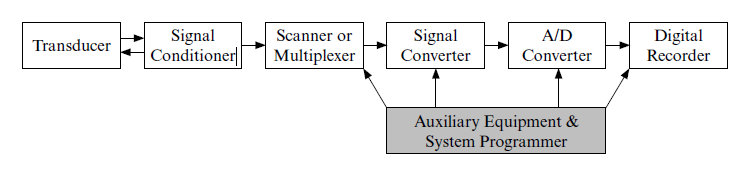 Transducer
Signal
Conditioner
Scanner or
Multiplexer
Signal
Converter
A/D
Converter
Digital
Recorder
Auxiliary Equipment &
System Programmer